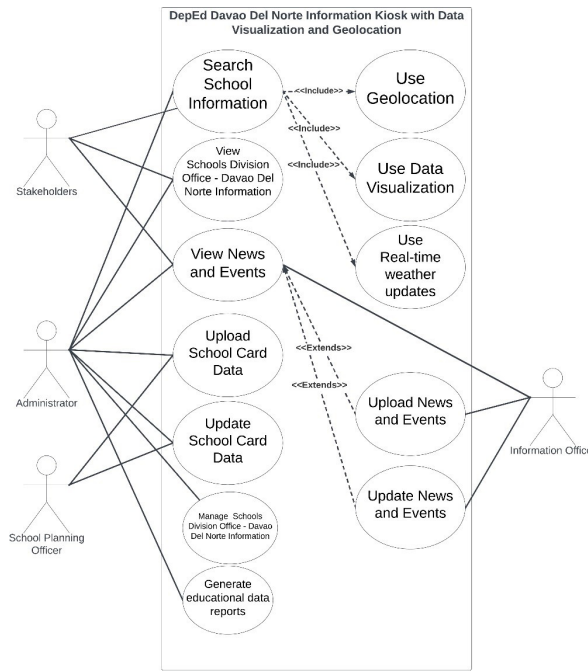 DepEd Davao Del Norte Information Kiosk with Data
Visualization and Geolocation
Search
School
Information
<<Include>>
Use
Geolocation
<<Include>>
<<Include>>
View
Schools Division
Office - Davao Del
Norte Information
Use Data
Visualization
Stakeholders
View News
and Events
Use
Real-time
weather
updates
Upload
School Card
Data
<<Extends>>
<<Extends>>
Administrator
Upload News
and Events
Update
School Card
Data
Information Office
Update News
and Events
School Planning
Officer
Manage Schools
Division Office - Davao
Del Norte Information
Generate
educational data
reports